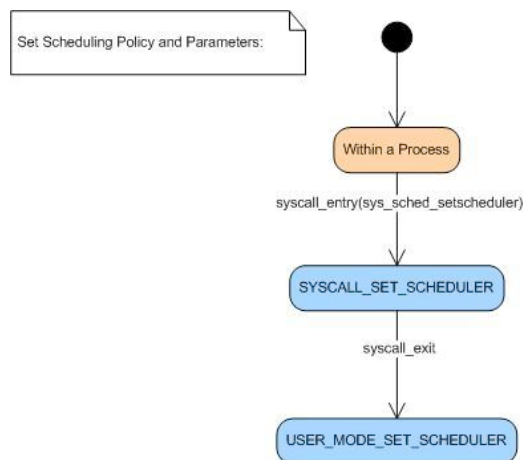 Set Scheduling Policy and Parameters:
Within a Process
syscall_entry(sys_sched_setscheduler)
SYSCALL_SET_SCHEDULER
syscall_exit
USER_MODE_SET_SCHEDULER